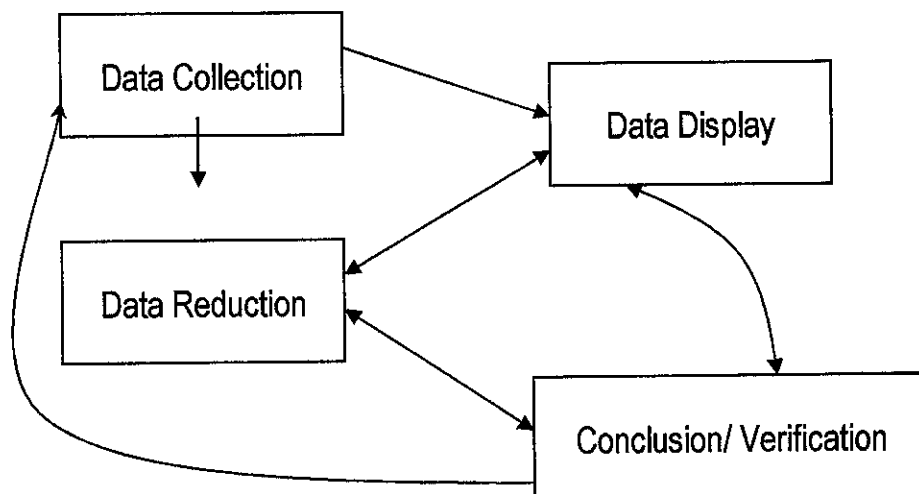 Data Collection
Data Display
Data Reduction
Conclusion/ Verification